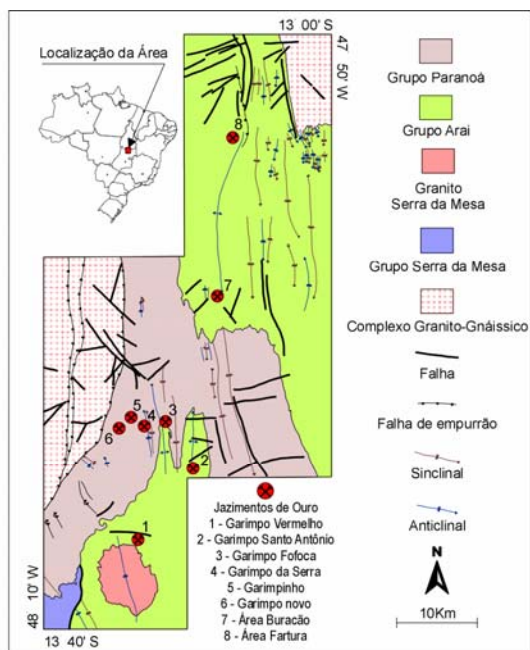 Localização da Área
13° 00' S
47
50' W
Grupo Paranoá
Grupo Arai
Granito
Serra da Mesa
Grupo Serra da Mesa
Complexo Granito-Gnáissico
Falha
Falha de empurrão
Sinclinal
Anticlinal
N
10Km
8
7
5
4
3
6
2
1
Jazimentos de Ouro
1 - Garimpo Vermelho
2 - Garimpo Santo Antônio
3 - Garimpo Fofoca
4 - Garimpo da Serra
5 - Garimpinho
6 - Garimpo novo
7 - Área Buracão
8 - Área Fartura
48 10' W
13 40' S